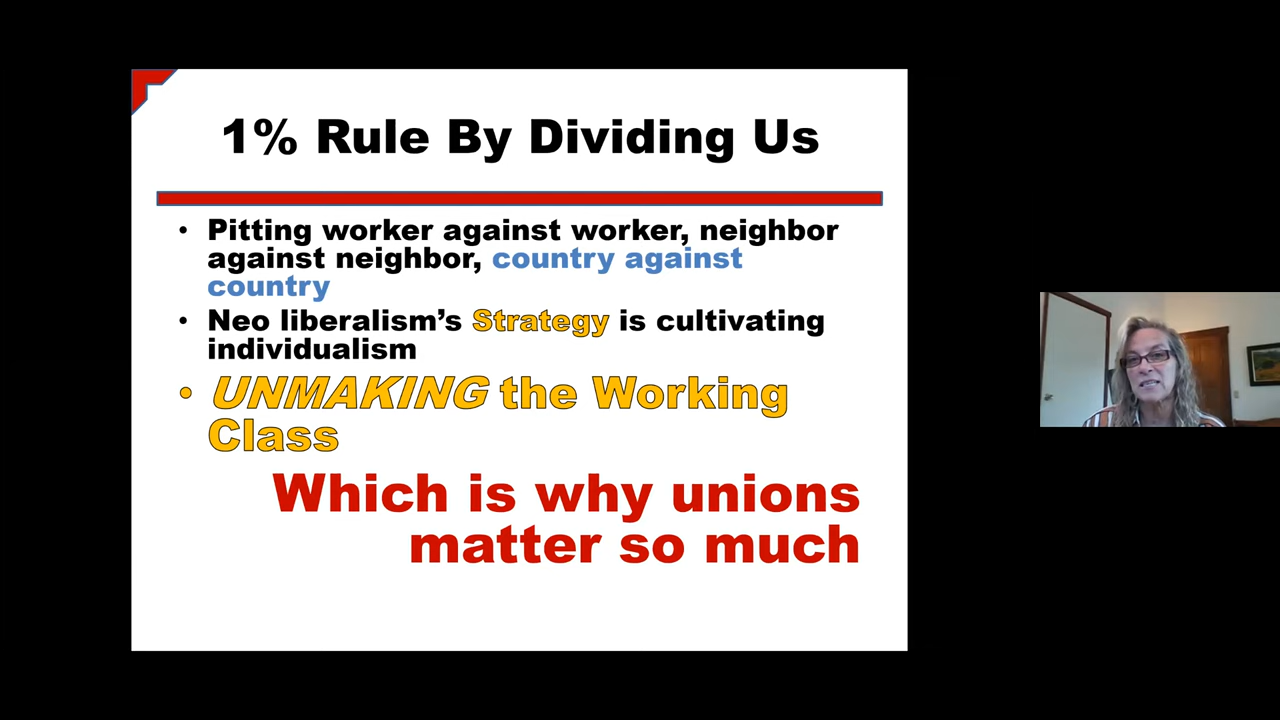 1% Rule By Dividing Us
• Pitting worker against worker, neighbor
against neighbor, country against
country
• Neo liberalism’s Strategy is cultivating
individualism
• UNMAKING the Working
Class
Which is why unions
matter so much